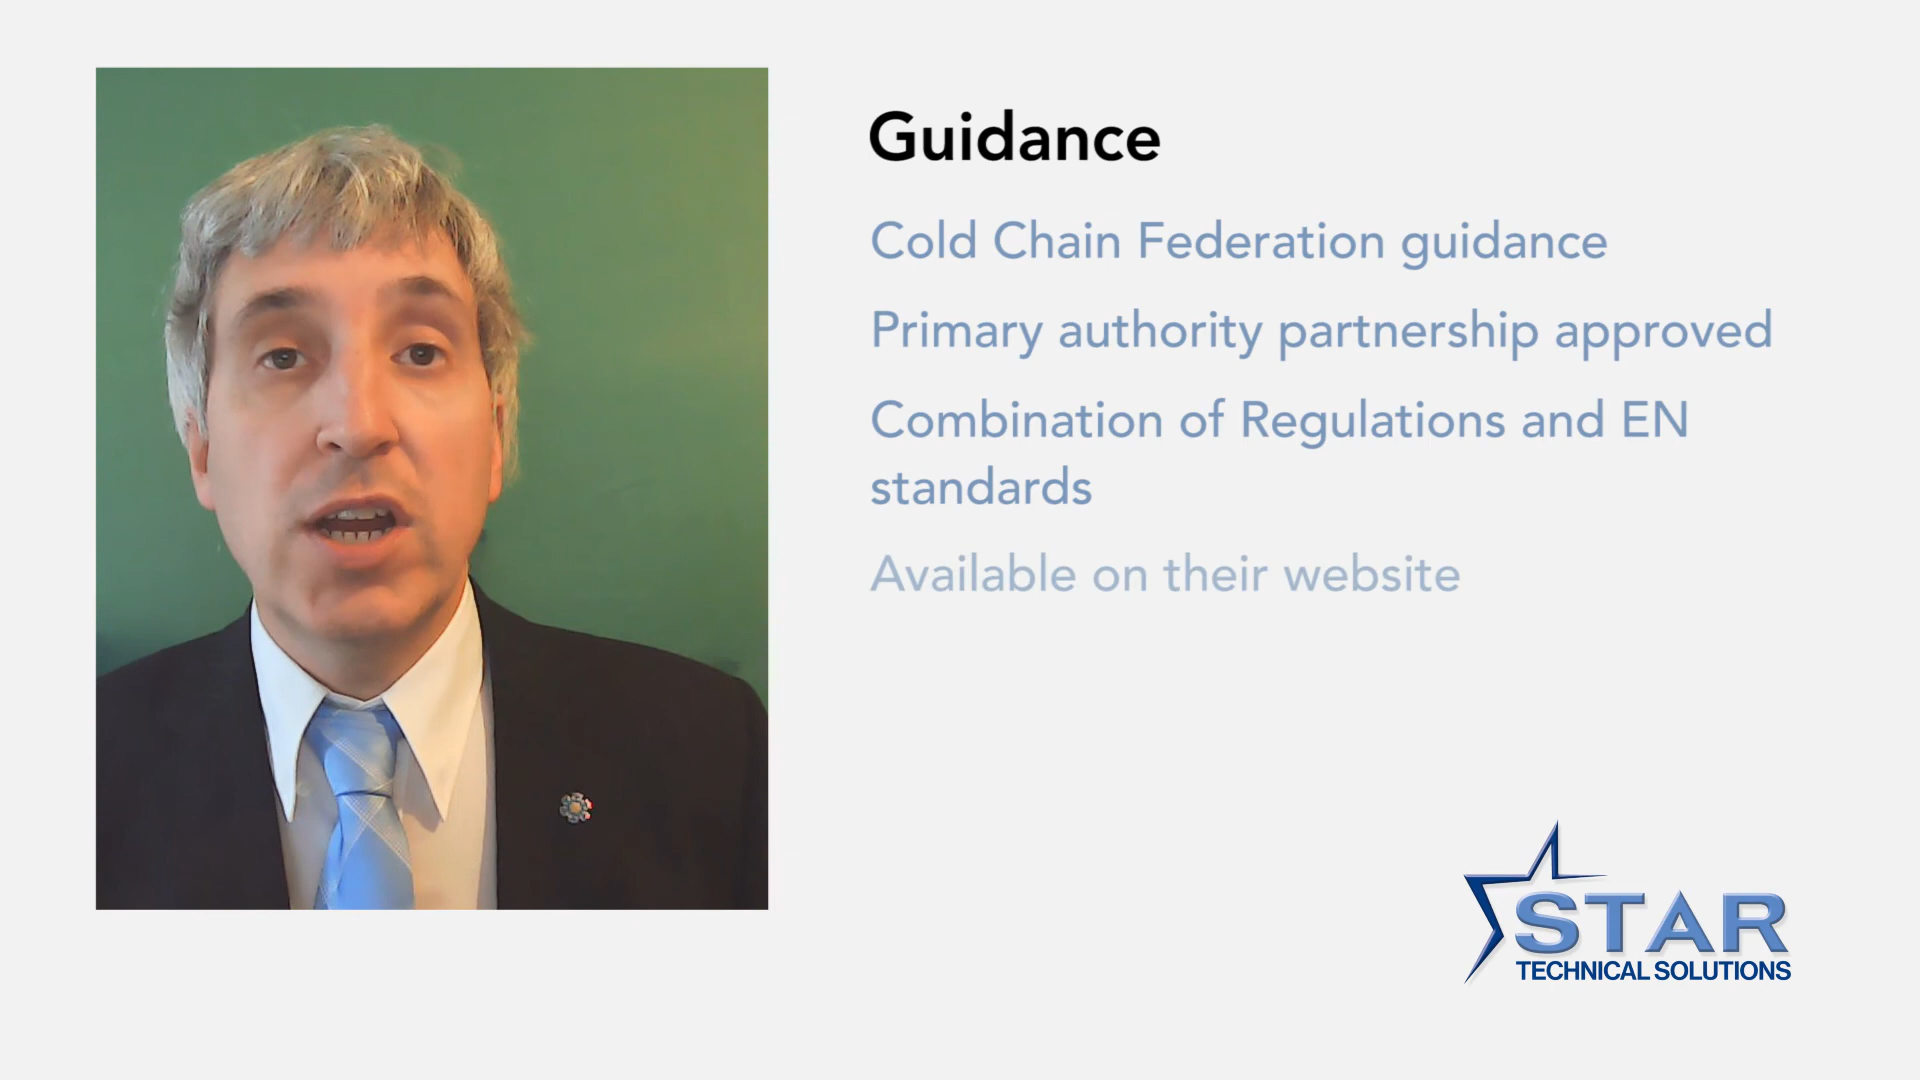 Guidance
Cold Chain Federation guidance
Primary authority partnership approved
Combination of Regulations and EN
standards
Available on their website
STAR
TECHNICAL SOLUTIONS